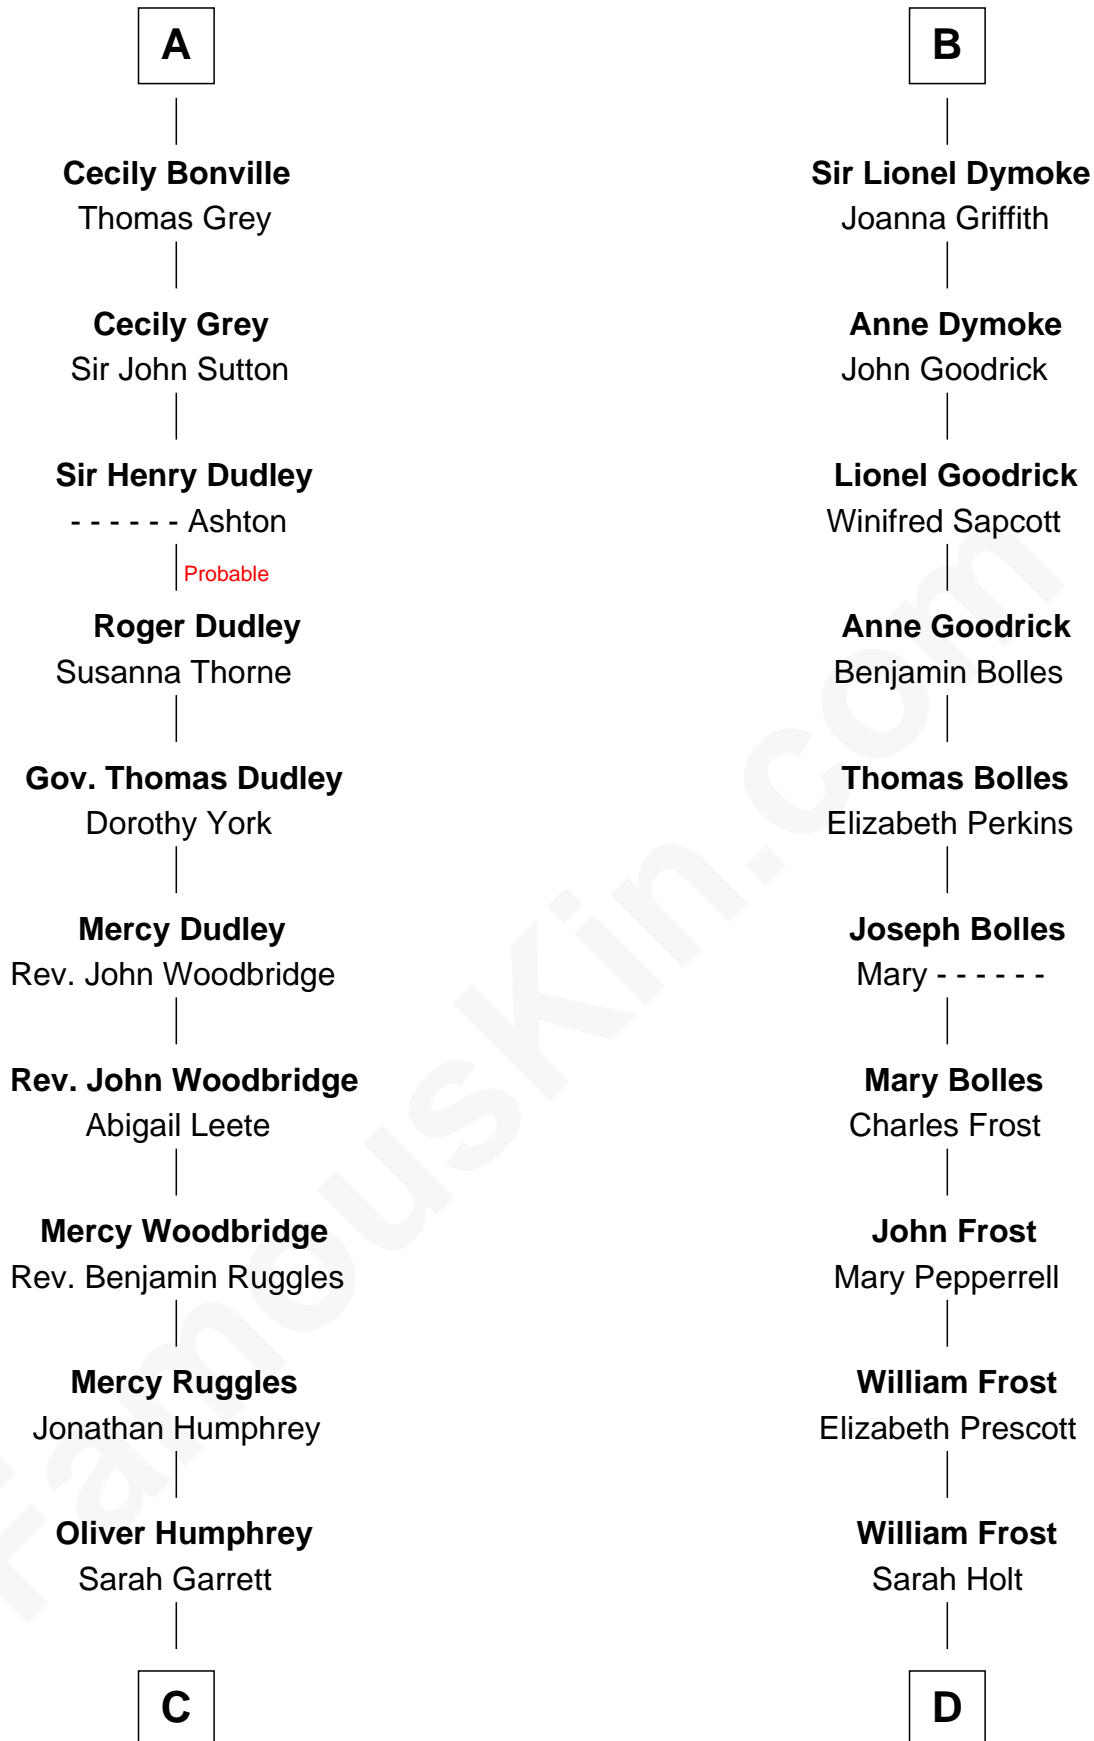 A
Cecily Bonville
Thomas Grey
Cecily Grey
Sir John Sutton
Sir Henry Dudley
- - - - - - Ashton
Probable
Roger Dudley
Susanna Thorne
Gov. Thomas Dudley
Dorothy York
Mercy Dudley
Rev. John Woodbridge
Rev. John Woodbridge
Abigail Leete
Mercy Woodbridge
Rev. Benjamin Ruggles
Mercy Ruggles
Jonathan Humphrey
Oliver Humphrey
Sarah Garrett
C
B
Sir Lionel Dymoke
Joanna Griffith
Anne Dymoke
John Goodrick
Lionel Goodrick
Winifred Sapcott
Anne Goodrick
Benjamin Bolles
Thomas Bolles
Elizabeth Perkins
Joseph Bolles
Mary - - - - - -
Mary Bolles
Charles Frost
John Frost
Mary Pepperrell
William Frost
Elizabeth Prescott
William Frost
Sarah Holt
D
FamousKin.com